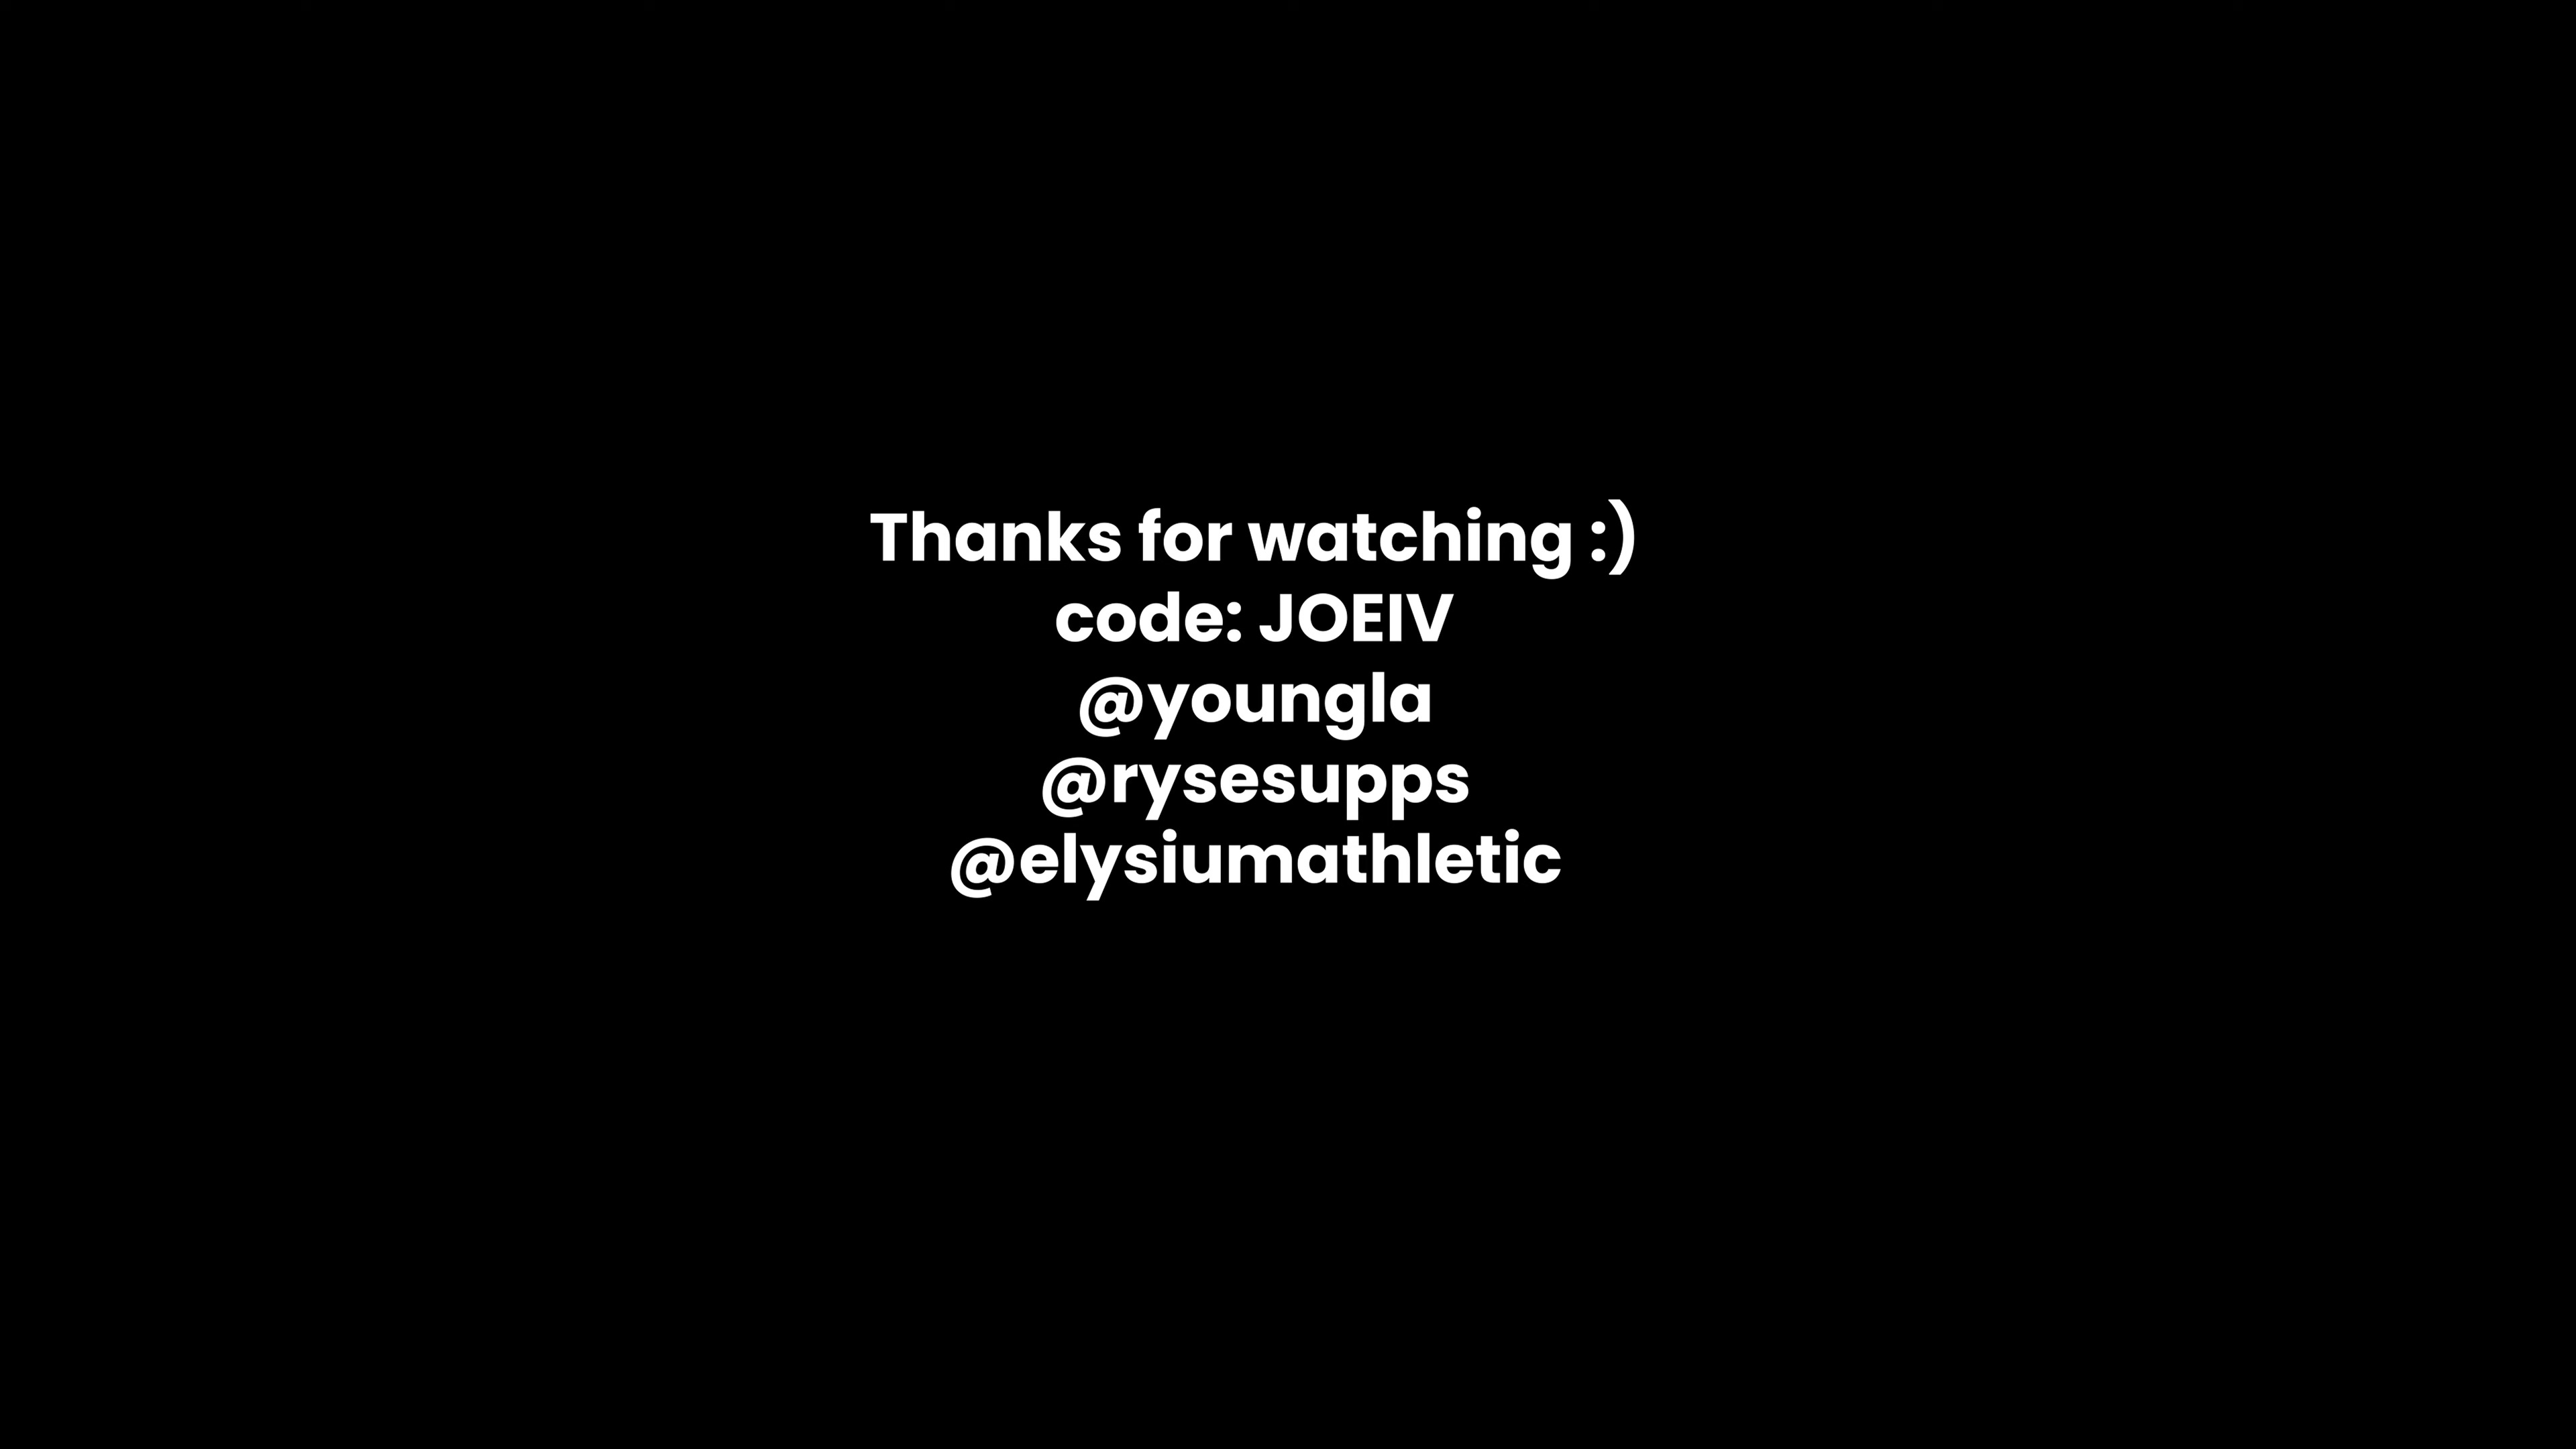 Thanks for watching :)
code: JOEIV
@youngla
@rysesupps
@elysiumathletic